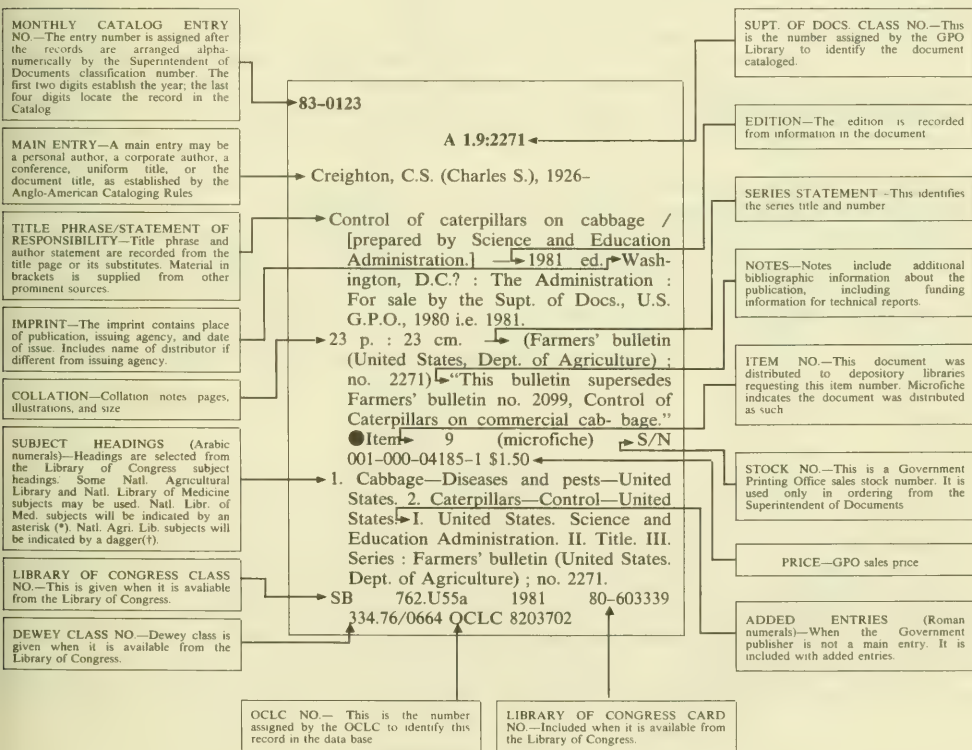 MONTHLY CATALOG ENTRY
NO.—The entry number is assigned after
the records are arranged alpha-
numerically by the Superintendent of
Documents classification number. The
first two digits establish the year; the last
four digits locate the record in the
Catalog
MAIN ENTRY—A main entry may be
a personal author, a corporate author, a
conference, uniform title, or the
document title, as established by the
Anglo-American Cataloging Rules
TITLE PHRASE/STATEMENT OF
RESPONSIBILITY—Title phrase and
author statement are recorded from the
title page or its substitutes. Material in
brackets is supplied from other
prominent sources.
IMPRINT—The imprint contains place
of publication, issuing agency, and date
of issue. Includes name of distributor if
different from issuing agency.
COLLATION—Collation notes pages,
illustrations, and size
SUBJECT HEADINGS (Arabic
numerals)—Headings are selected from
the Library of Congress subject
headings. Some Natl. Agricultural
Library and Natl. Library of Medicine
subjects may be used. Natl. Libr. of
Med. subjects will be indicated by an
asterisk (*). Natl. Agri. Lib. subjects will
be indicated by a dagger(†).
LIBRARY OF CONGRESS CLASS
NO.—This is given when it is available
from the Library of Congress.
DEWEY CLASS NO.—Dewey class is
given when it is available from the
Library of Congress.
83-0123
A 1.9:2271
Creighton, C.S. (Charles S.), 1926–
Control of caterpillars on cabbage /
[prepared by Science and Education
Administration.] 1981 ed. Wash-
ington, D.C.? : The Administration :
For sale by the Supt. of Docs., U.S.
G.P.O., 1980 i.e. 1981.
23 p. : 23 cm. (Farmers' bulletin
(United States, Dept. of Agriculture) ;
no. 2271) "This bulletin supersedes
Farmers' bulletin no. 2099, Control of
Caterpillars on commercial cab- bage."
●Item 9 (microfiche) S/N
001-000-04185-1 $1.50
1. Cabbage—Diseases and pests—United
States. 2. Caterpillars—Control—United
States. I. United States. Science and
Education Administration. II. Title. III.
Series : Farmers' bulletin (United States.
Dept. of Agriculture) ; no. 2271.
SB 762.U55a 1981 80-603339
334.76/0664 OCLC 8203702
SUPT. OF DOCS. CLASS NO.—This
is the number assigned by the GPO
Library to identify the document
cataloged.
EDITION—The edition is recorded
from information in the document
SERIES STATEMENT -This identifies
the series title and number
NOTES—Notes include additional
bibliographic information about the
publication, including funding
information for technical reports.
ITEM NO.—This document was
distributed to depository libraries
requesting this item number. Microfiche
indicates the document was distributed
as such
STOCK NO.—This is a Government
Printing Office sales stock number. It is
used only in ordering from the
Superintendent of Documents
PRICE—GPO sales price
ADDED ENTRIES (Roman
numerals)—When the Government
publisher is not a main entry. It is
included with added entries.
OCLC NO.— This is the number
assigned by the OCLC to identify this
record in the data base
LIBRARY OF CONGRESS CARD
NO.—Included when it is available from
the Library of Congress.